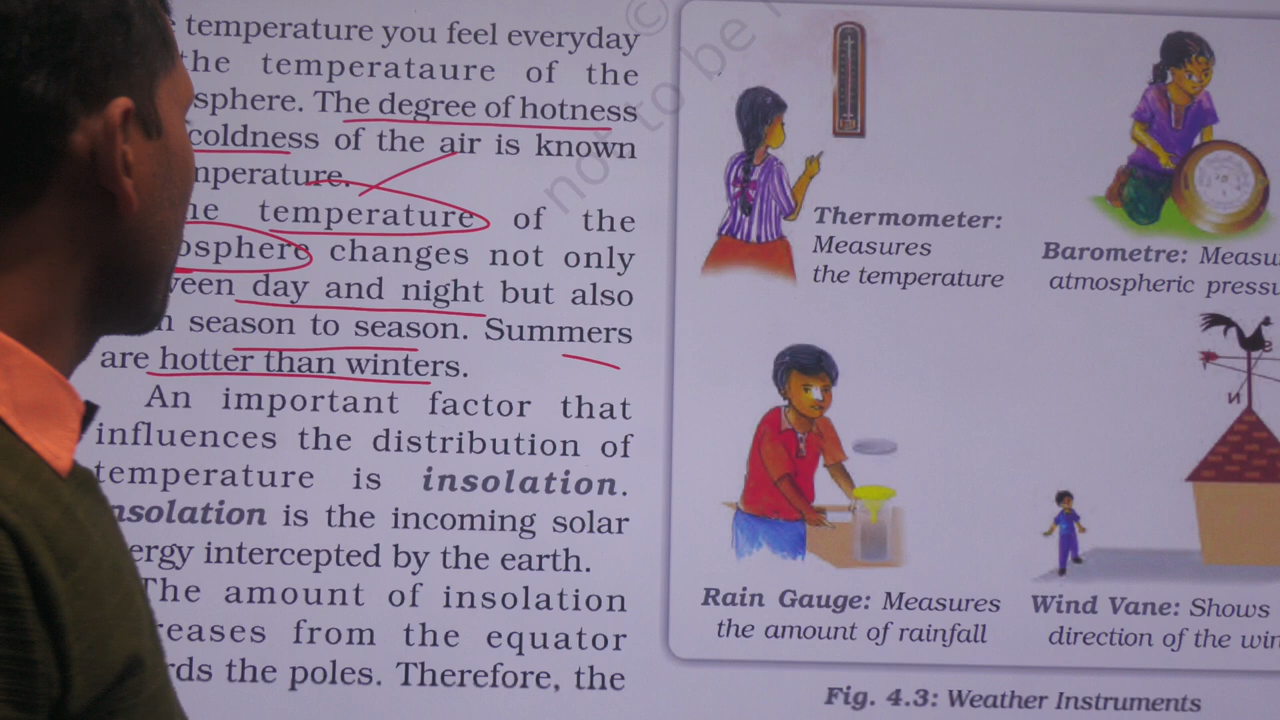 temperature you feel everyday
the temperataure of the
sphere. The degree of hotness
coldness of the air is known
temperature.
temperature of the
osphere changes not only
day and night but also
season to season. Summers
are hotter than winters.
An important factor that
influences the distribution of
temperature is insolation.
nsolation is the incoming solar
ergy intercepted by the earth.
The amount of insolation
reases from the equator
rds the poles. Therefore, the
©
not to be
Thermometer:
Measures
the temperature
Barometre: Measu
atmospheric pressu
S
N
Rain Gauge: Measures
the amount of rainfall
Wind Vane: Shows
direction of the win
Fig. 4.3: Weather Instruments